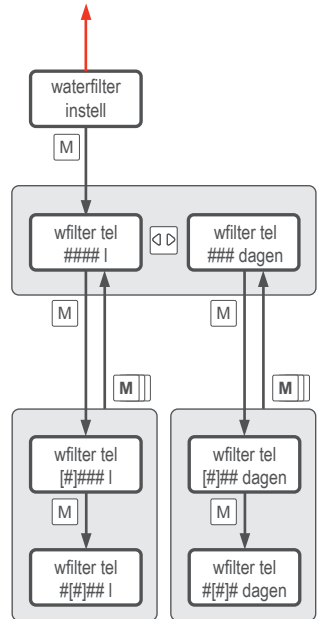 waterfilter
instell
M
wfilter tel
#### l
wfilter tel
### dagen
M
M
M
M
wfilter tel
[#]### l
wfilter tel
[#]## dagen
M
M
wfilter tel
#[#]## l
wfilter tel
#[#]# dagen